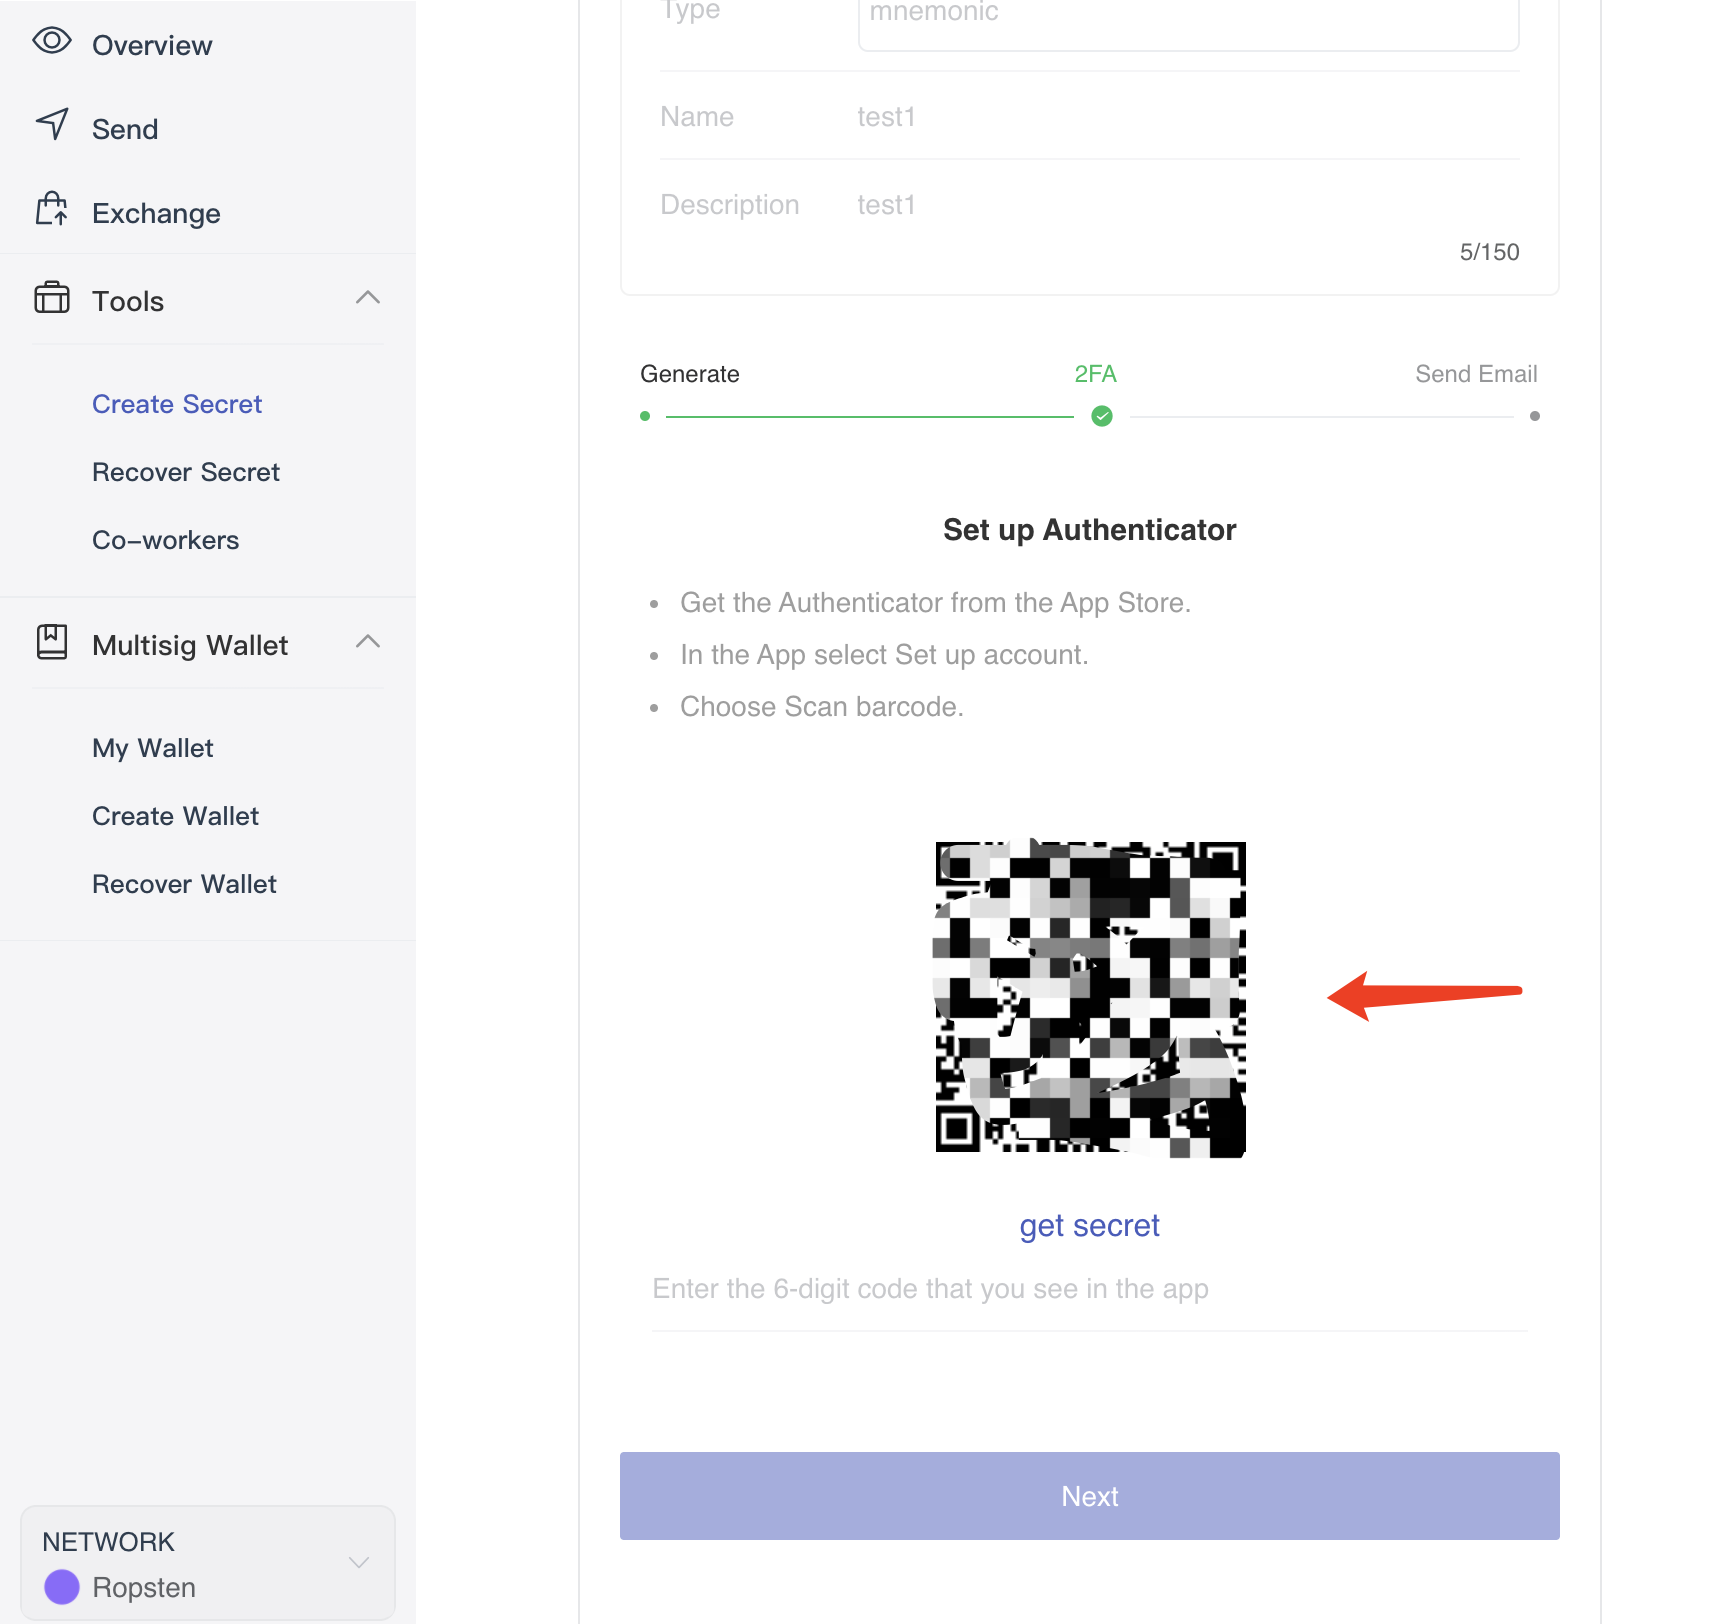 Overview
Send
Exchange
Tools
Create Secret
Recover Secret
Co-workers
Multisig Wallet
My Wallet
Create Wallet
Recover Wallet
NETWORK
Ropsten
Type mnemonic
Name test1
Description test1
5/150
Generate 2FA Send Email
Set up Authenticator
• Get the Authenticator from the App Store.
• In the App select Set up account.
• Choose Scan barcode.
get secret
Enter the 6-digit code that you see in the app
Next